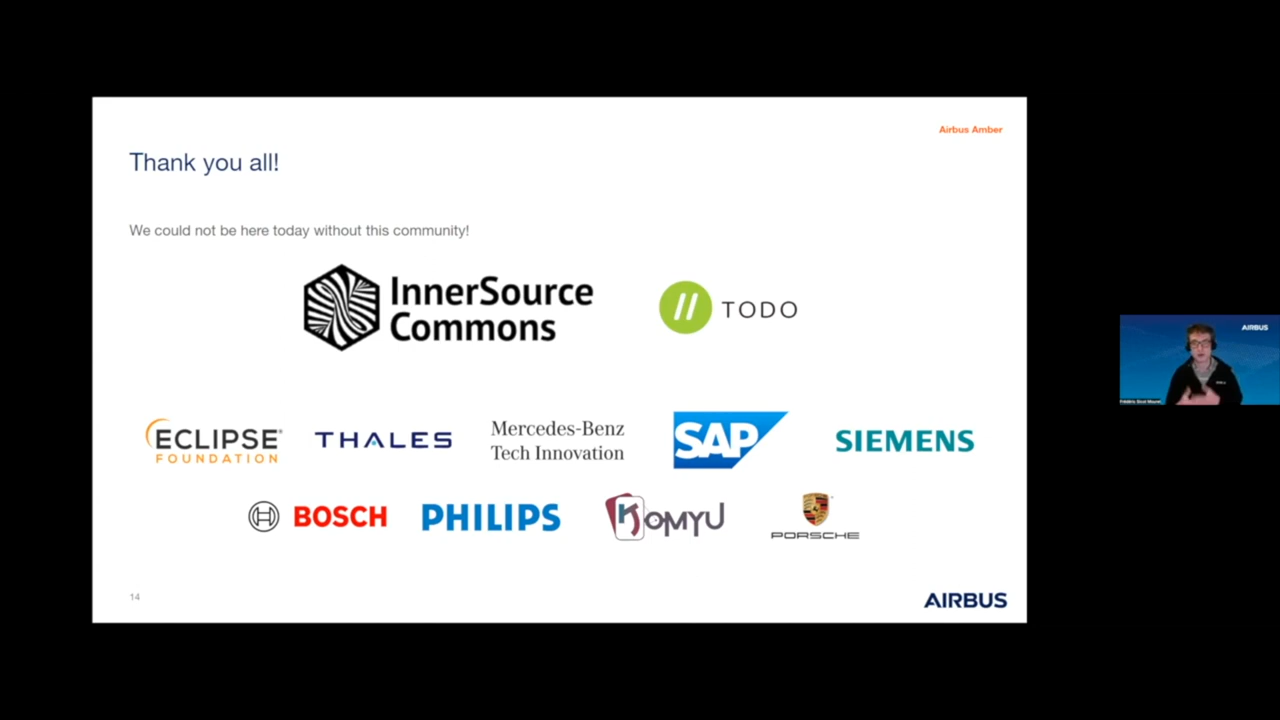 Airbus Amber
Thank you all!
We could not be here today without this community!
InnerSource
Commons
TODO
ECLIPSE®
FOUNDATION
THALES
Mercedes-Benz
Tech Innovation
SAP
SIEMENS
BOSCH
PHILIPS
KOMYU
PORSCHE
14
AIRBUS
AIRBUS